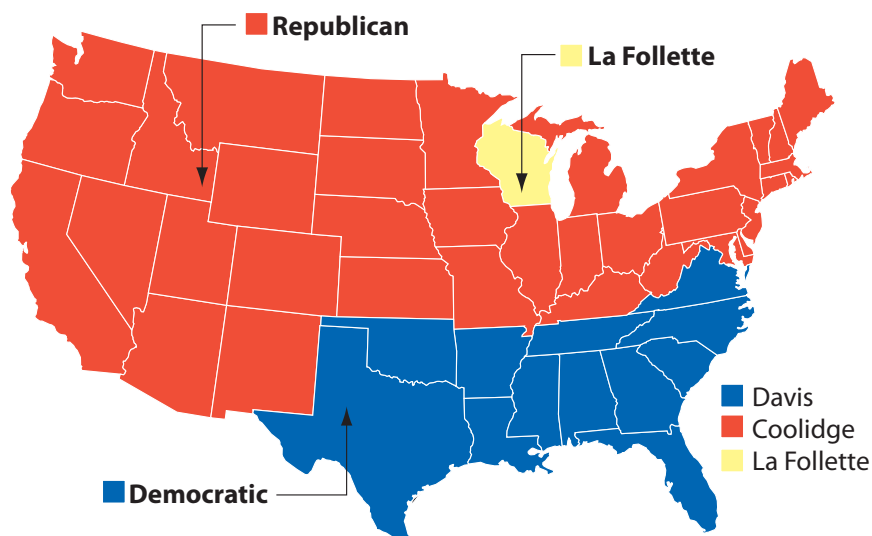 Republican
La Follette
Davis
Coolidge
La Follette
Democratic